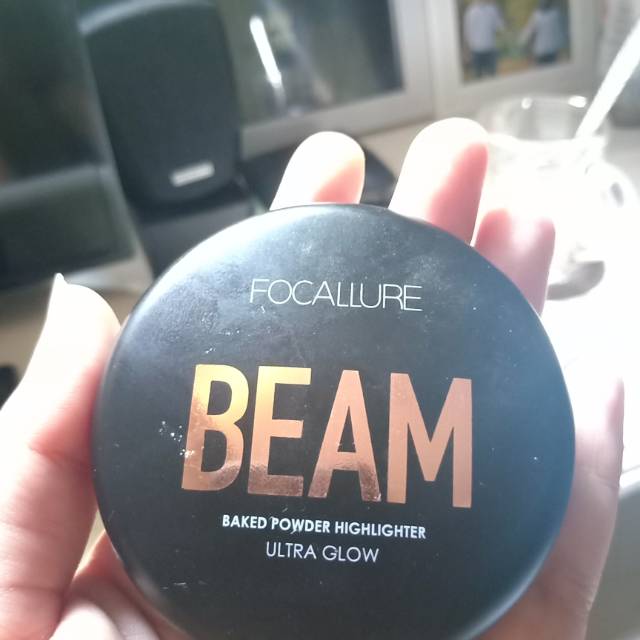 FOCALLURE
BEAM
BAKED POWDER HIGHLIGHTER
ULTRA GLOW